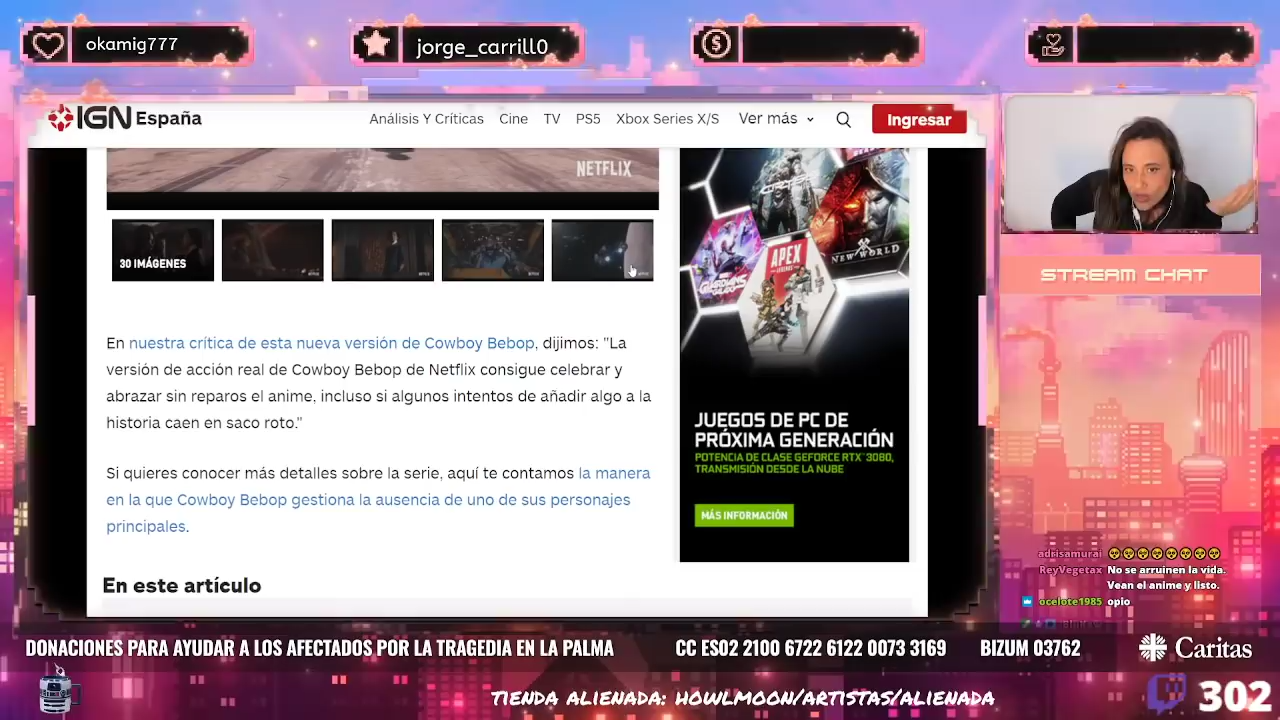 okamig777
jorge_carrill0
IGN España
Análisis Y Críticas Cine TV PS5 Xbox Series X/S Ver más Ingresar
NETFLIX
30 IMÁGENES
En nuestra crítica de esta nueva versión de Cowboy Bebop, dijimos: "La
versión de acción real de Cowboy Bebop de Netflix consigue celebrar y
abrazar sin reparos el anime, incluso si algunos intentos de añadir algo a la
historia caen en saco roto."
Si quieres conocer más detalles sobre la serie, aquí te contamos la manera
en la que Cowboy Bebop gestiona la ausencia de uno de sus personajes
principales.
En este artículo
NEW WORLD
APEX
LEGENDS
GUARDIANS
JUEGOS DE PC DE
PRÓXIMA GENERACIÓN
POTENCIA DE CLASE GEFORCE RTX™ 3080,
TRANSMISIÓN DESDE LA NUBE
MÁS INFORMACIÓN
STREAM CHAT
adrisamurai
ReyVegetax No se arruinen la vida.
Vean el anime y listo.
ocelote1985 opio
DONACIONES PARA AYUDAR A LOS AFECTADOS POR LA TRAGEDIA EN LA PALMA CC ES02 2100 6722 6122 0073 3169 BIZUM 03762 Caritas
TIENDA ALIENADA: HOWLMOON/ARTISTAS/ALIENADA
302